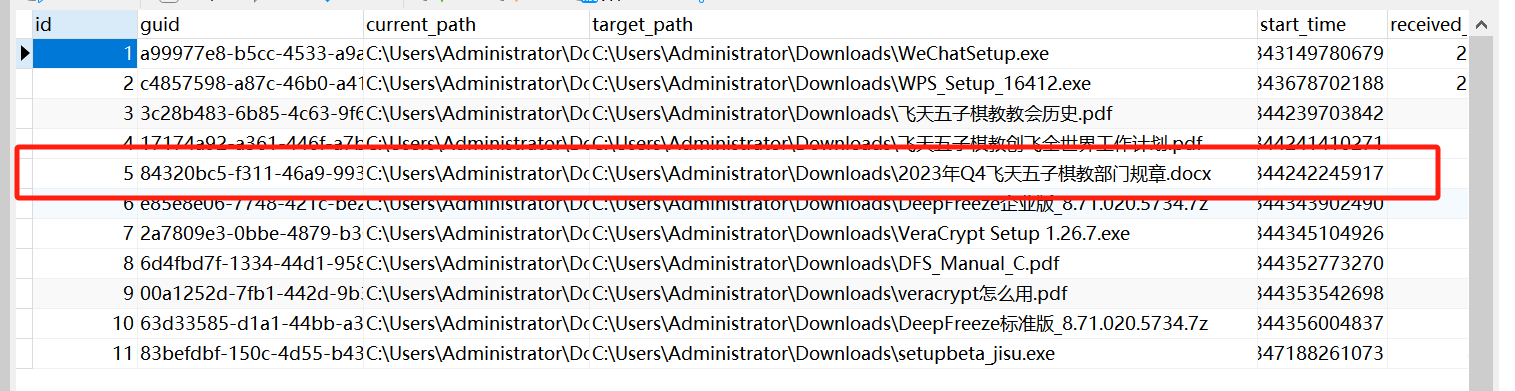 id guid current_path target_path start_time received_
1 a99977e8-b5cc-4533-a9a C:\Users\Administrator\Do C:\Users\Administrator\Downloads\WeChatSetup.exe 343149780679 2
2 c4857598-a87c-46b0-a41 C:\Users\Administrator\Do C:\Users\Administrator\Downloads\WPS_Setup_16412.exe 343678702188 2
3 3c28b483-6b85-4c63-9f6 C:\Users\Administrator\Do C:\Users\Administrator\Downloads\飞天五子棋教教会历史.pdf 344239703842
4 17174a92-a361-446f-a7b C:\Users\Administrator\Do C:\Users\Administrator\Downloads\飞天五子棋教创飞全世界工作计划.pdf 344241410271
5 84320bc5-f311-46a9-993 C:\Users\Administrator\Do C:\Users\Administrator\Downloads\2023年Q4飞天五子棋教部门规章.docx 344242245917
6 e85e8e06-7748-421c-be2 C:\Users\Administrator\Do C:\Users\Administrator\Downloads\DeepFreeze企业版_8.71.020.5734.7z 344343902490
7 2a7809e3-0bbe-4879-b3 C:\Users\Administrator\Do C:\Users\Administrator\Downloads\VeraCrypt Setup 1.26.7.exe 344345104926
8 6d4fbd7f-1334-44d1-958 C:\Users\Administrator\Do C:\Users\Administrator\Downloads\DFS_Manual_C.pdf 344352773270
9 00a1252d-7fb1-442d-9b3 C:\Users\Administrator\Do C:\Users\Administrator\Downloads\veracrypt怎么用.pdf 344353542698
10 63d33585-d1a1-44bb-a3 C:\Users\Administrator\Do C:\Users\Administrator\Downloads\DeepFreeze标准版_8.71.020.5734.7z 344356004837
11 83befdbf-150c-4d55-b43 C:\Users\Administrator\Do C:\Users\Administrator\Downloads\setupbeta_jisu.exe 347188261073